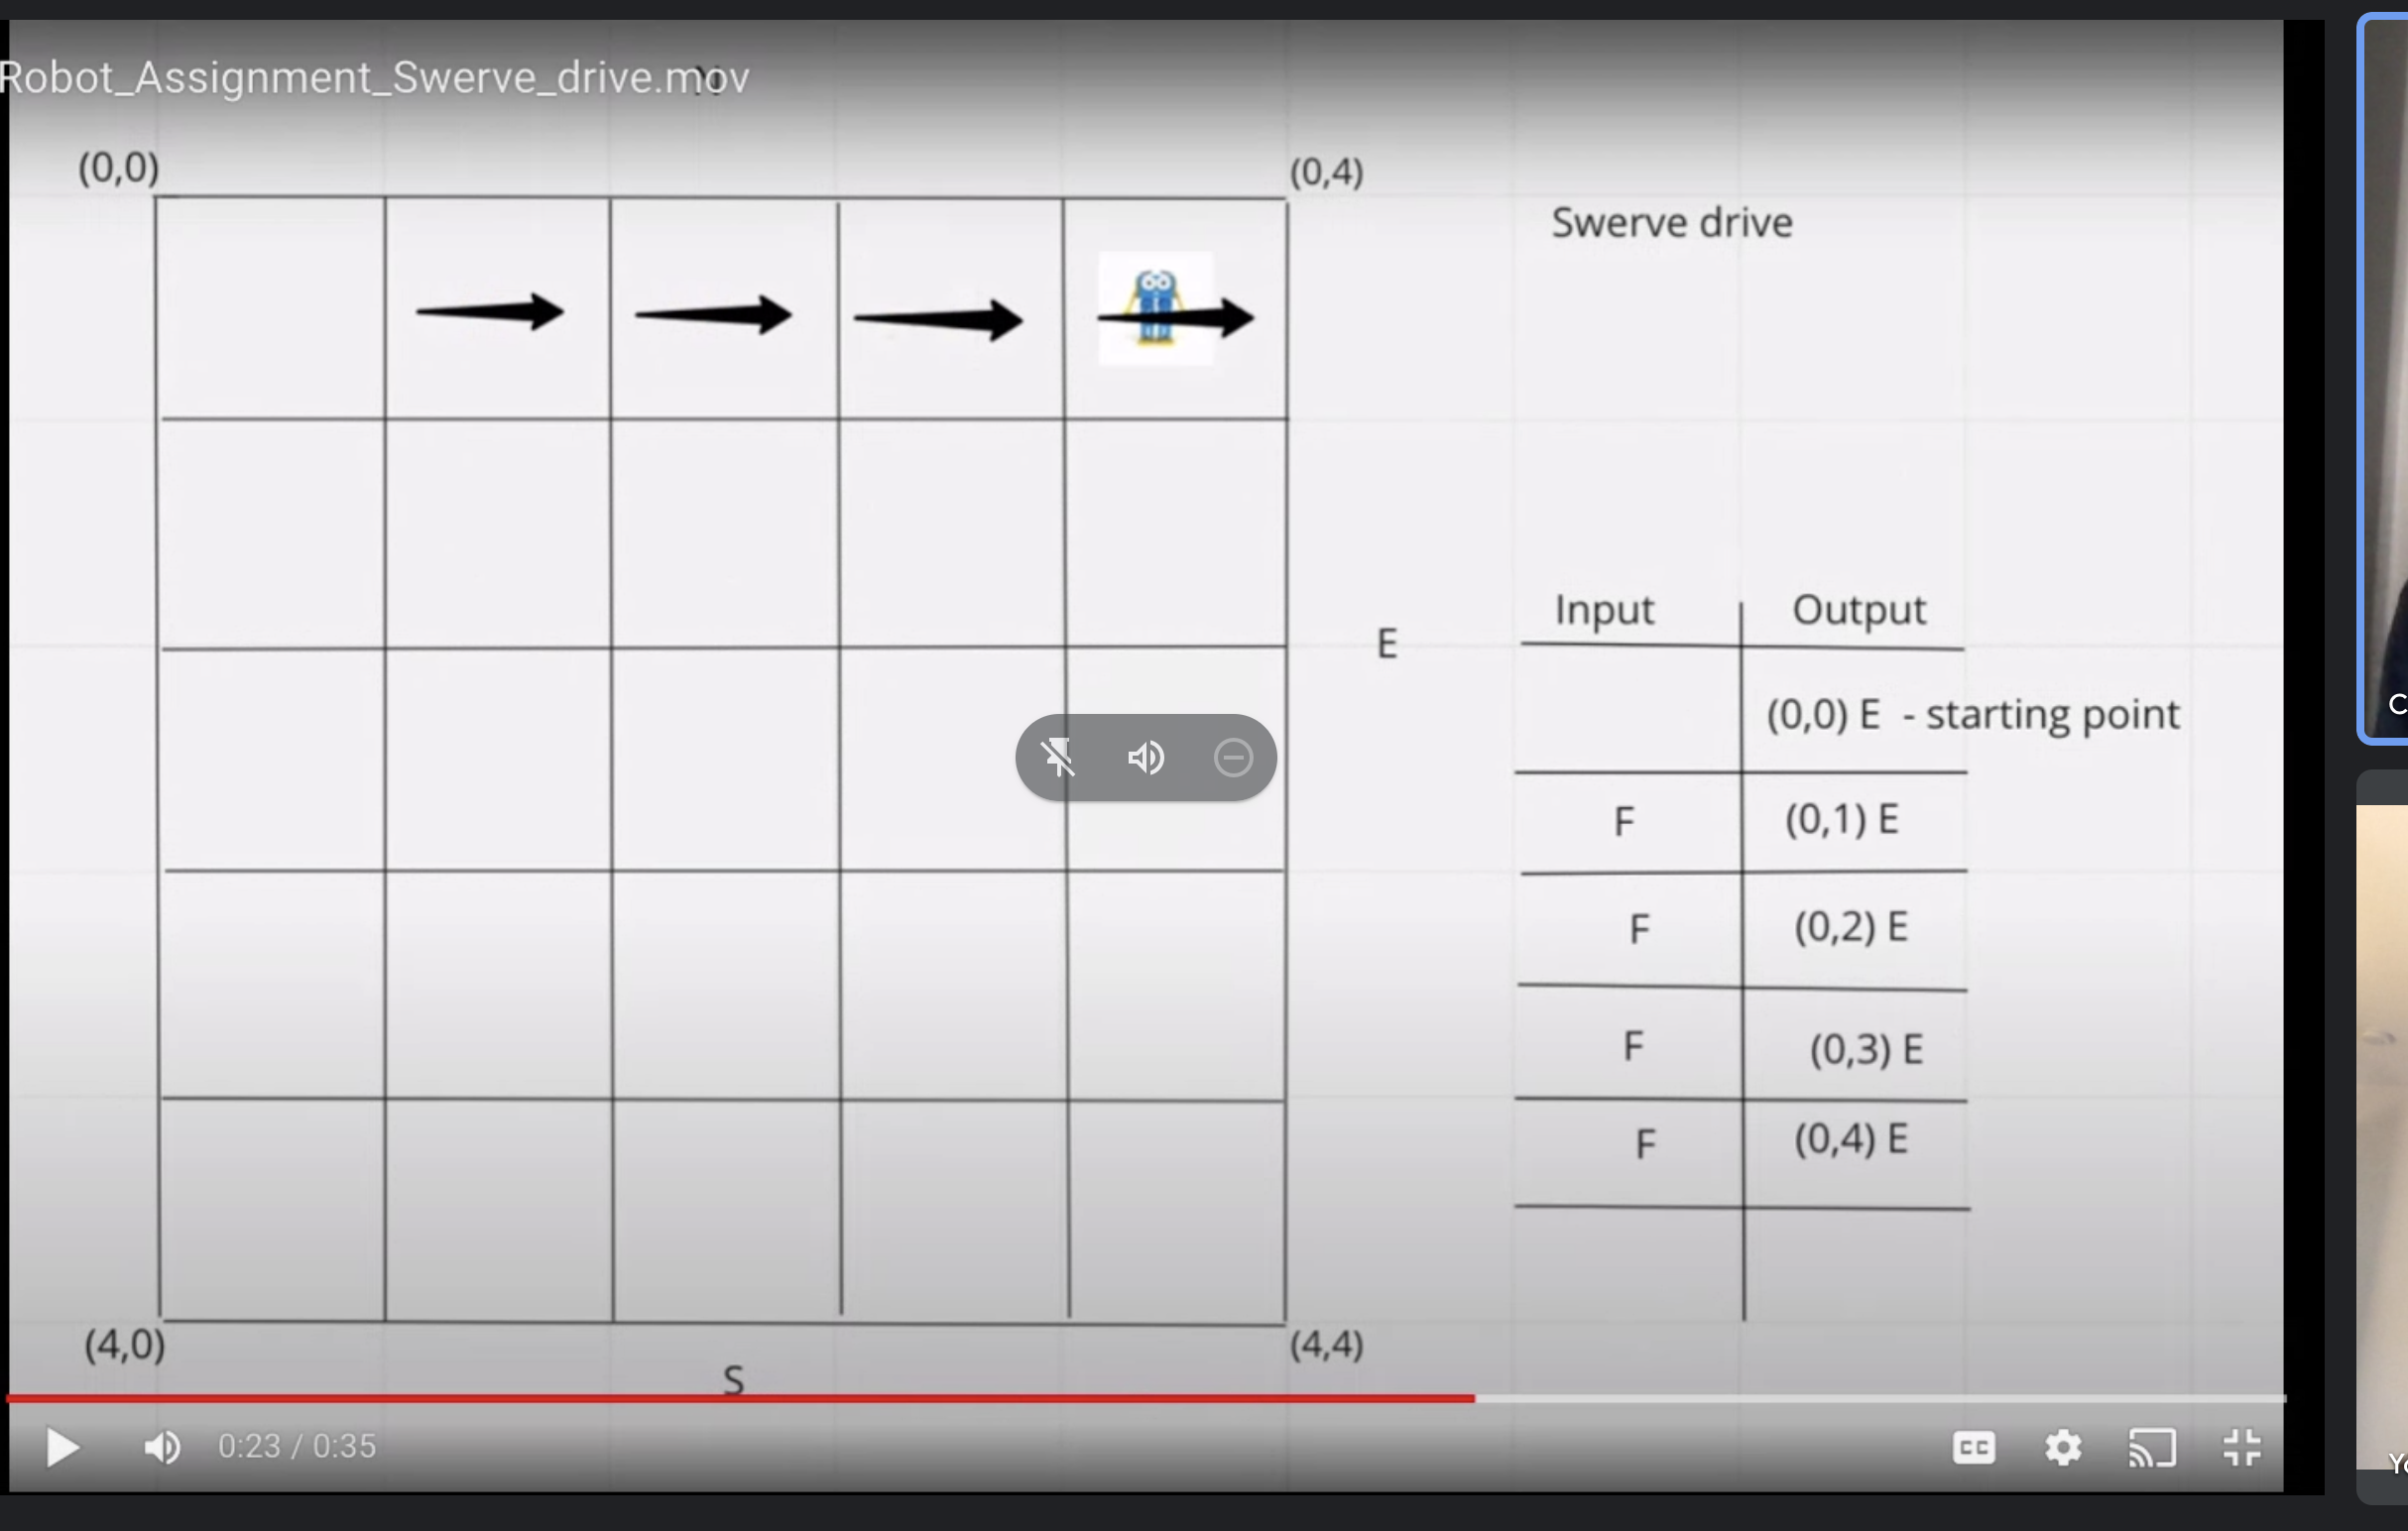 Robot_Assignment_Swerve_drive.mov
N
(0,0)
(0,4)
Swerve drive
E
Input Output
(0,0) E - starting point
F (0,1) E
F (0,2) E
F (0,3) E
F (0,4) E
(4,0)
(4,4)
S
0:23 / 0:35
CC
C
Yo